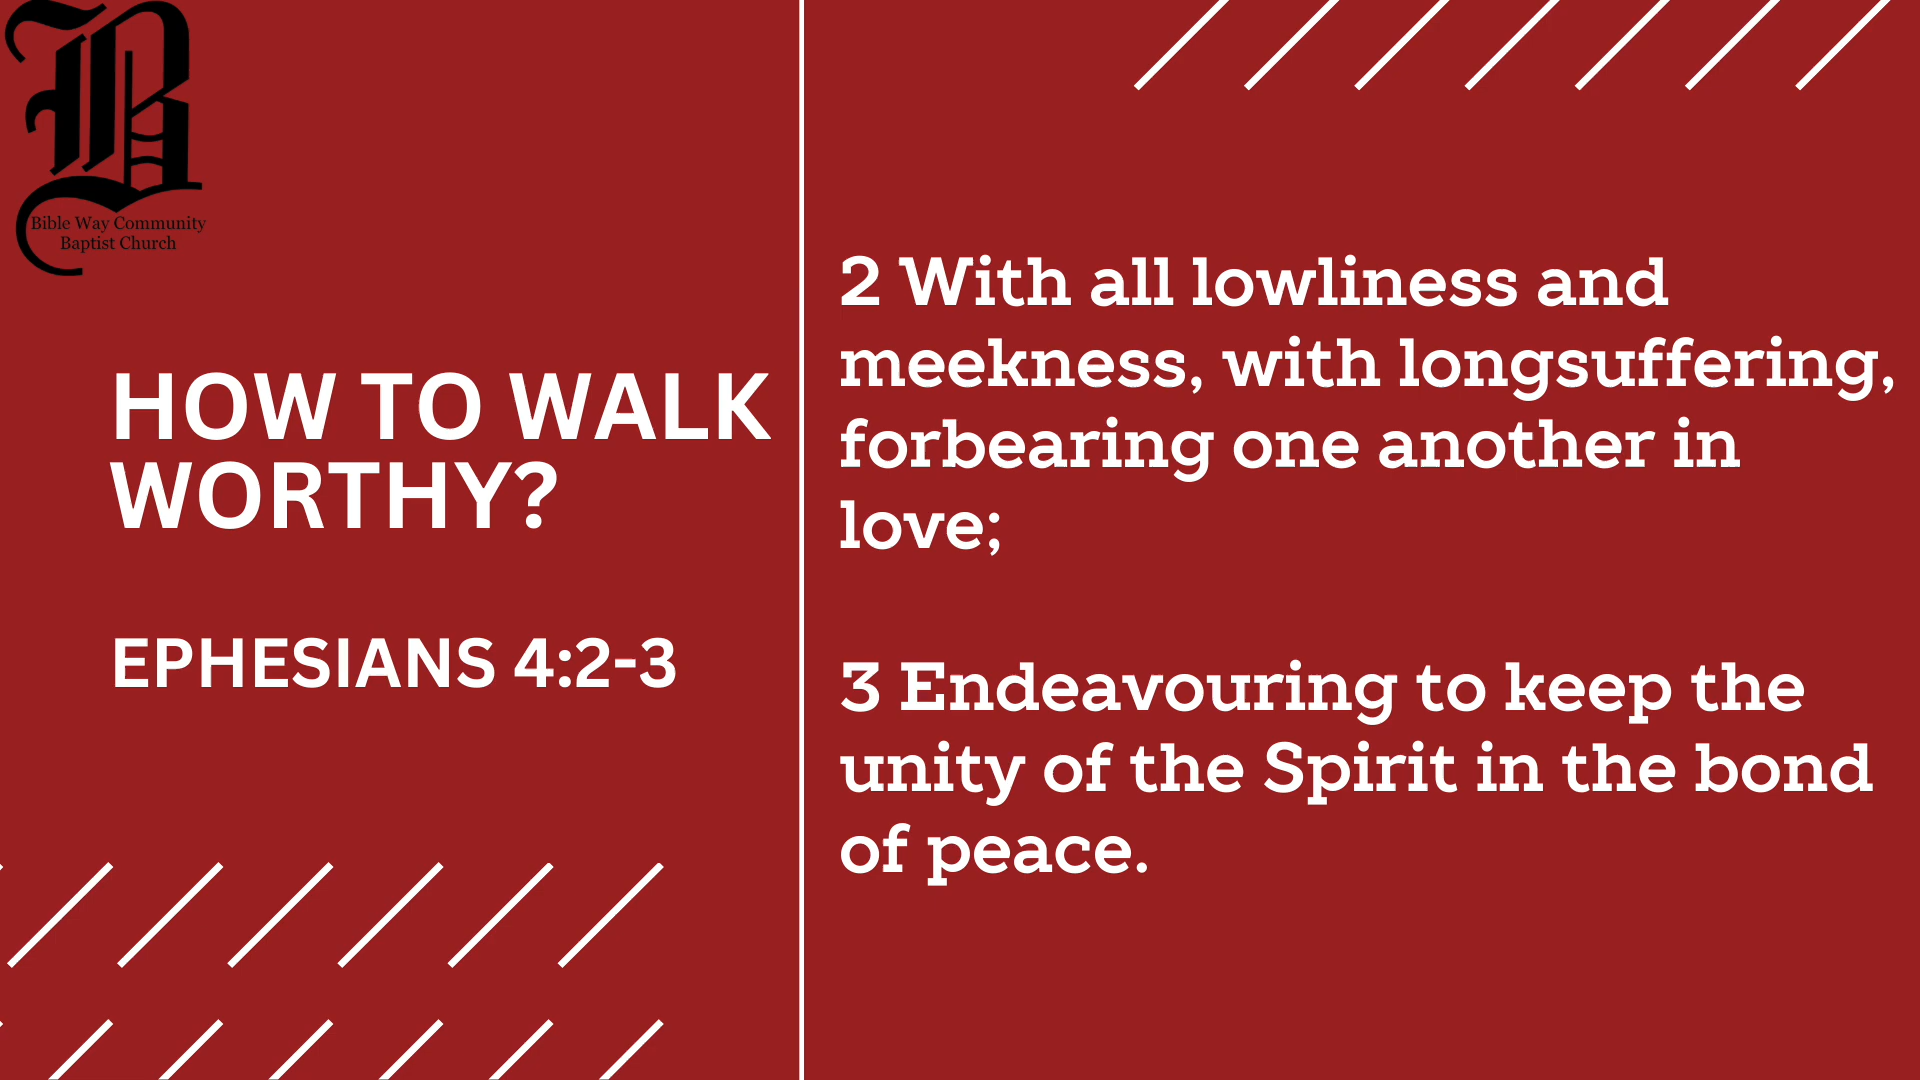 Bible Way Community
Baptist Church
HOW TO WALK
WORTHY?
EPHESIANS 4:2-3
2 With all lowliness and
meekness, with longsuffering,
forbearing one another in
love;
3 Endeavouring to keep the
unity of the Spirit in the bond
of peace.